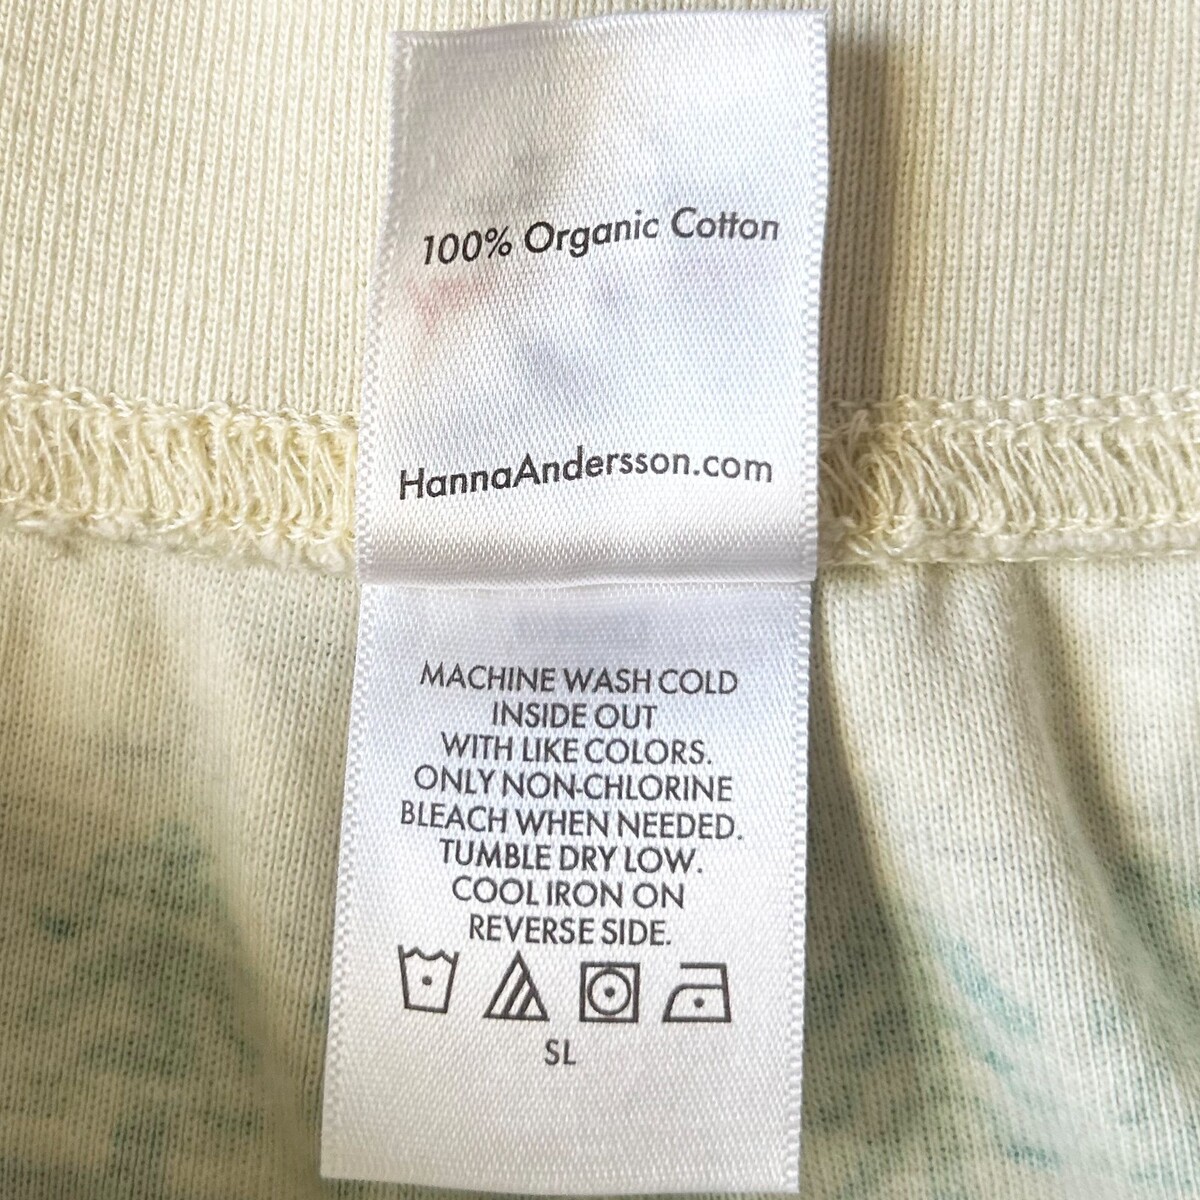 100% Organic Cotton
HannaAndersson.com
MACHINE WASH COLD
INSIDE OUT
WITH LIKE COLORS.
ONLY NON-CHLORINE
BLEACH WHEN NEEDED.
TUMBLE DRY LOW.
COOL IRON ON
REVERSE SIDE.
SL